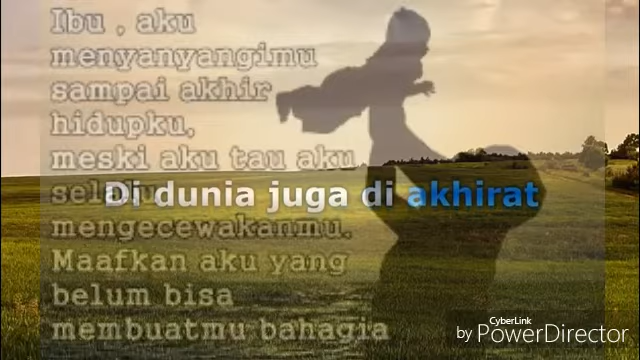 Ibu , aku
menyanyangimu
sampai akhir
hidupku,
meski aku tau aku
Di dunia juga di akhirat
mengecewakanmu.
Maafkan aku yang
belum bisa
membuatmu bahagia
CyberLink
by PowerDirector